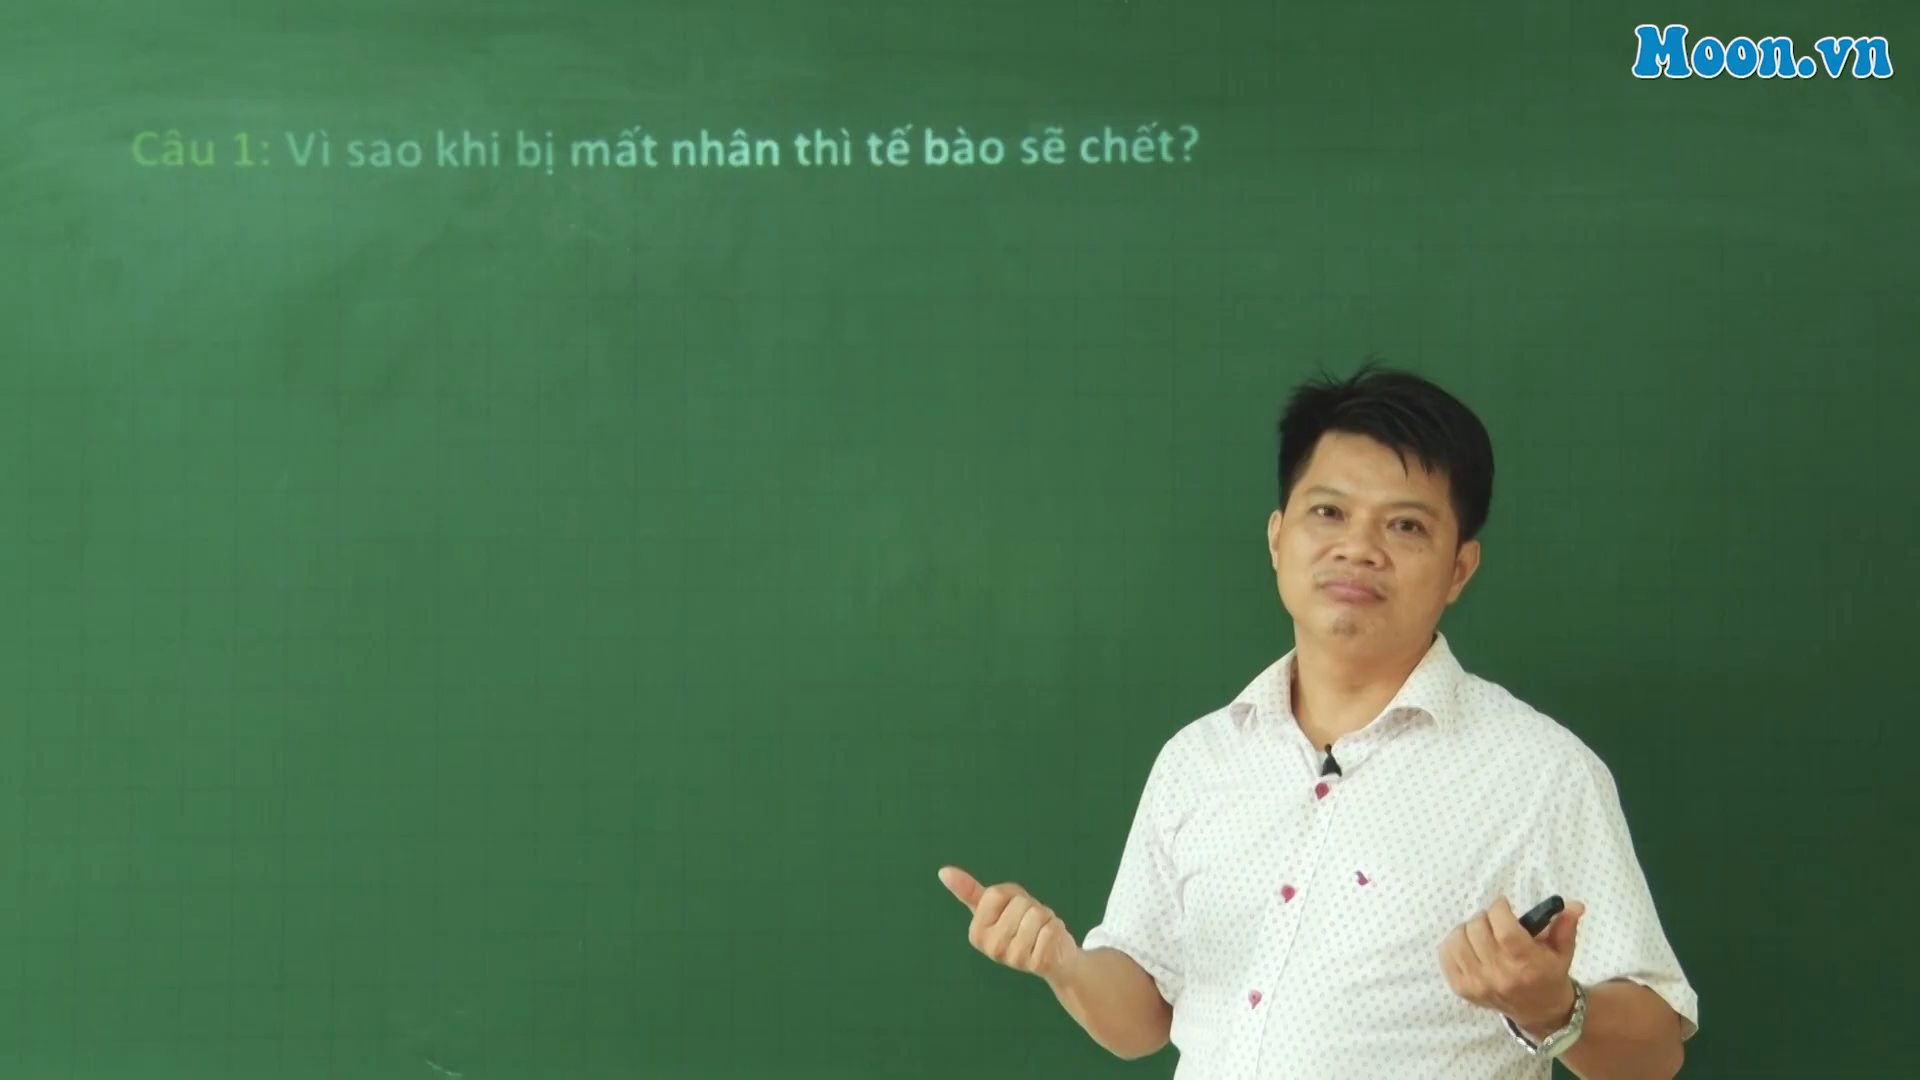 Moon.vn
Câu 1: Vì sao khi bị mất nhân thì tế bào sẽ chết?